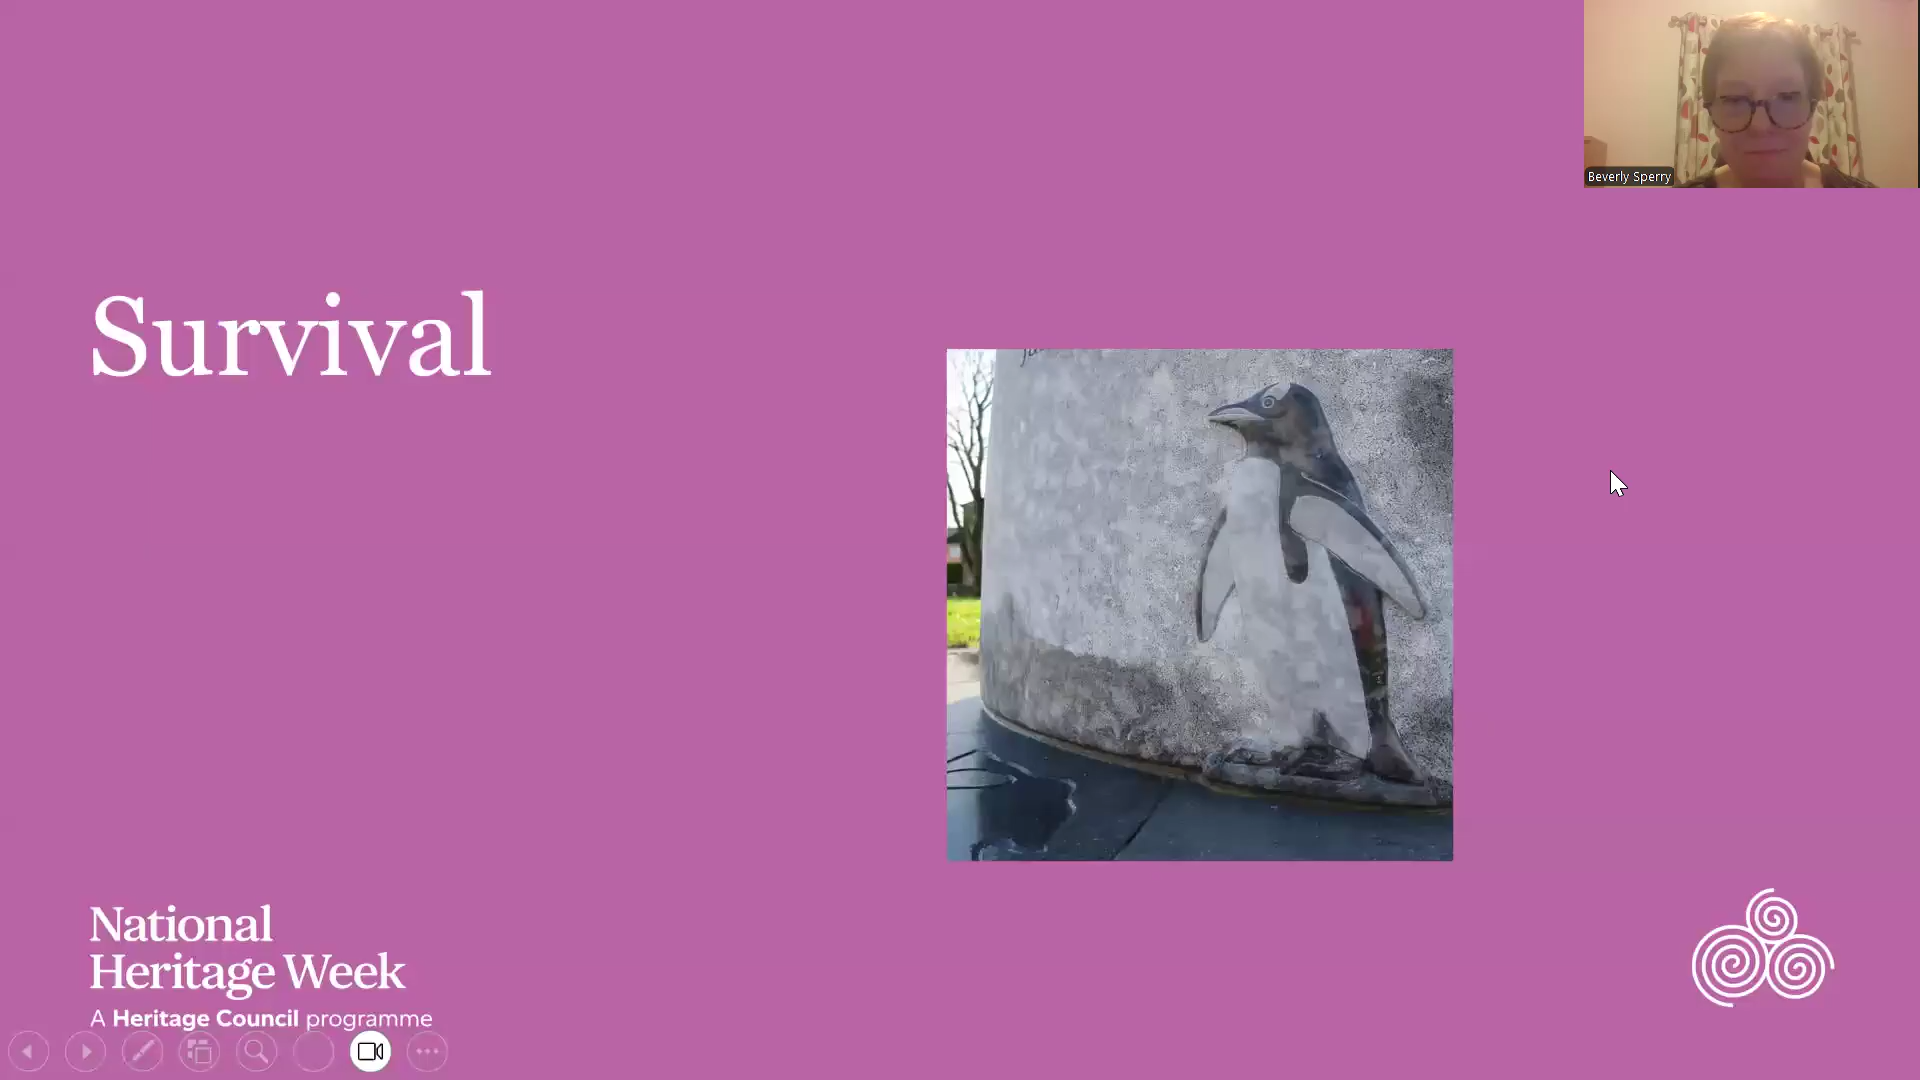 Beverly Sperry
Survival
National
Heritage Week
A Heritage Council programme